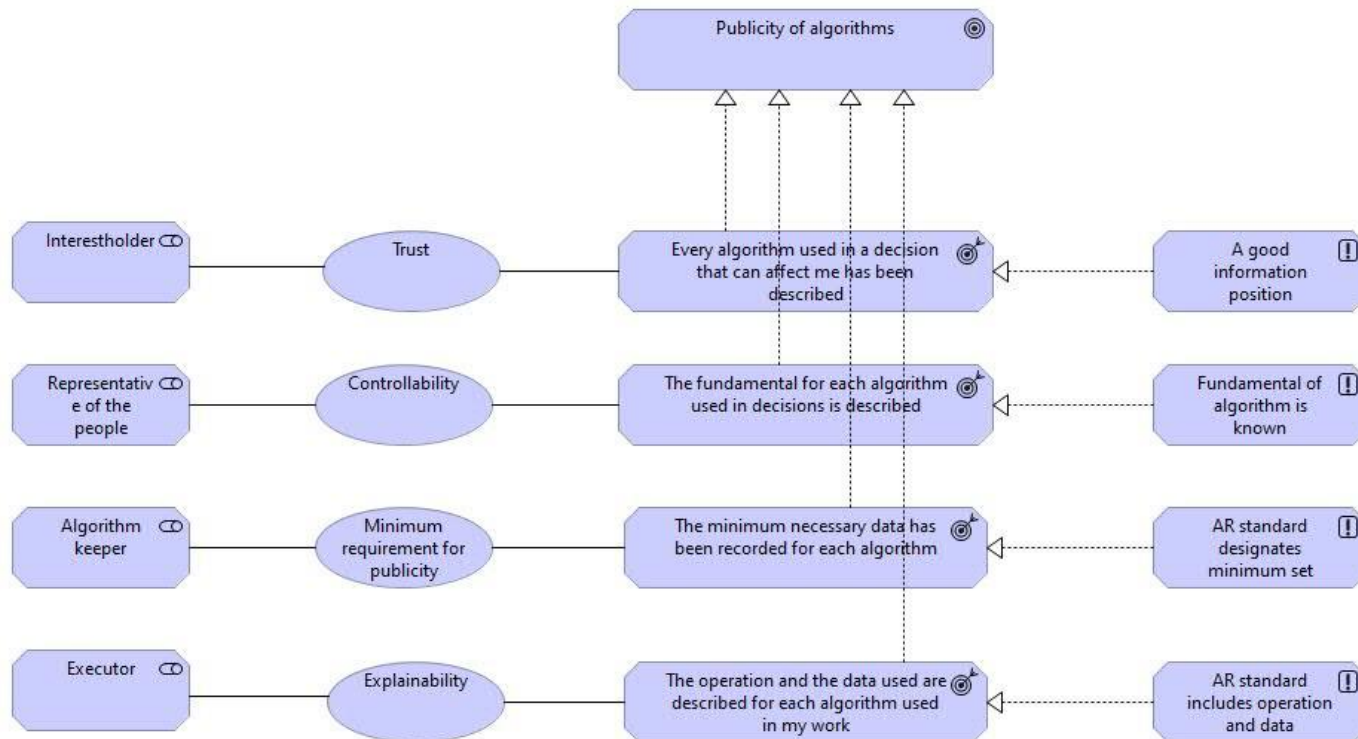 Publicity of algorithms
Interestholder
Trust
Every algorithm used in a decision
that can affect me has been
described
A good
information
position
Representativ
e of the
people
Controllability
The fundamental for each algorithm
used in decisions is described
Fundamental of
algorithm is
known
Algorithm
keeper
Minimum
requirement for
publicity
The minimum necessary data has
been recorded for each algorithm
AR standard
designates
minimum set
Executor
Explainability
The operation and the data used are
described for each algorithm used
in my work
AR standard
includes operation
and data